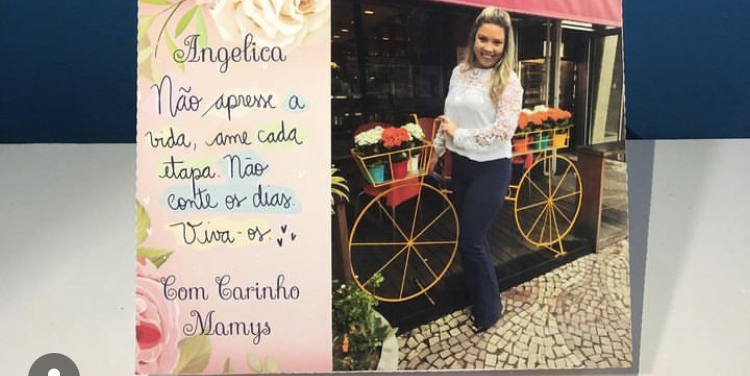 Angelica
Não apresse a
vida, ame cada
etapa. Não
conte os dias.
Viva-os.
Com Carinho
Mamys